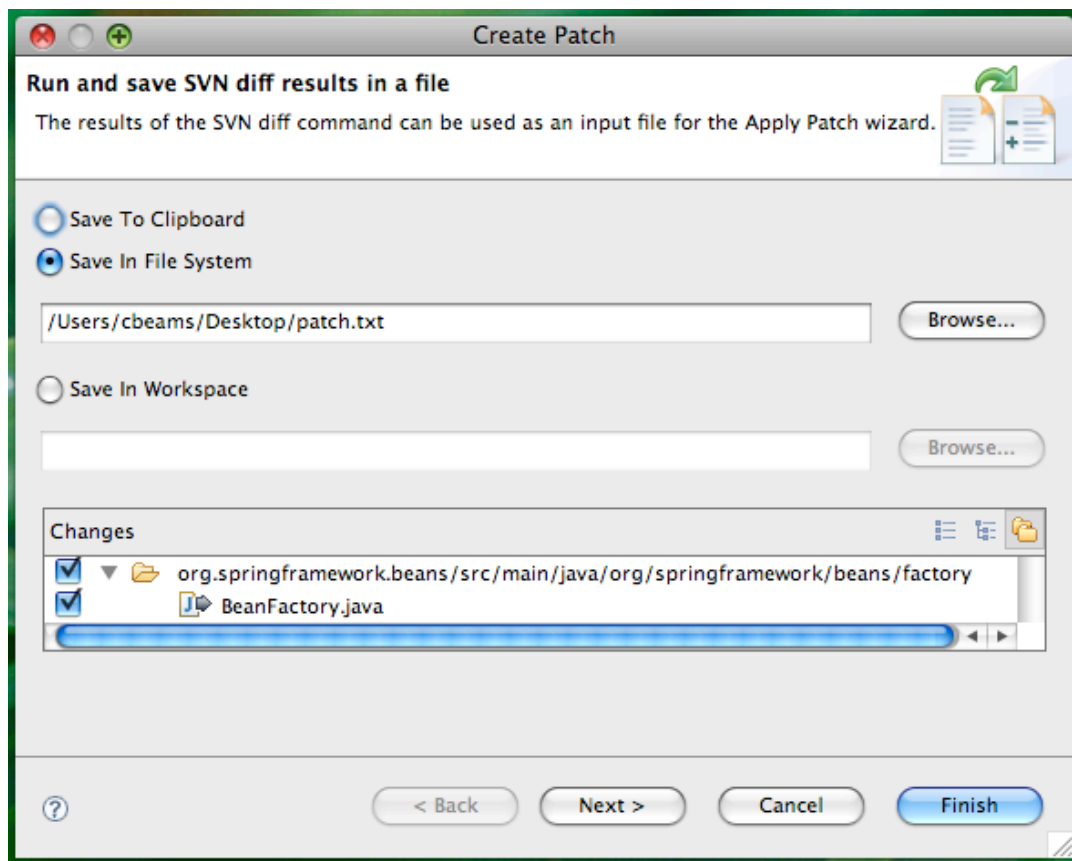 Create Patch
Run and save SVN diff results in a file
The results of the SVN diff command can be used as an input file for the Apply Patch wizard.
Save To Clipboard
Save In File System
/Users/cbeams/Desktop/patch.txt
Browse...
Save In Workspace
Browse...
Changes
org.springframework.beans/src/main/java/org/springframework/beans/factory
BeanFactory.java
< Back
Next >
Cancel
Finish